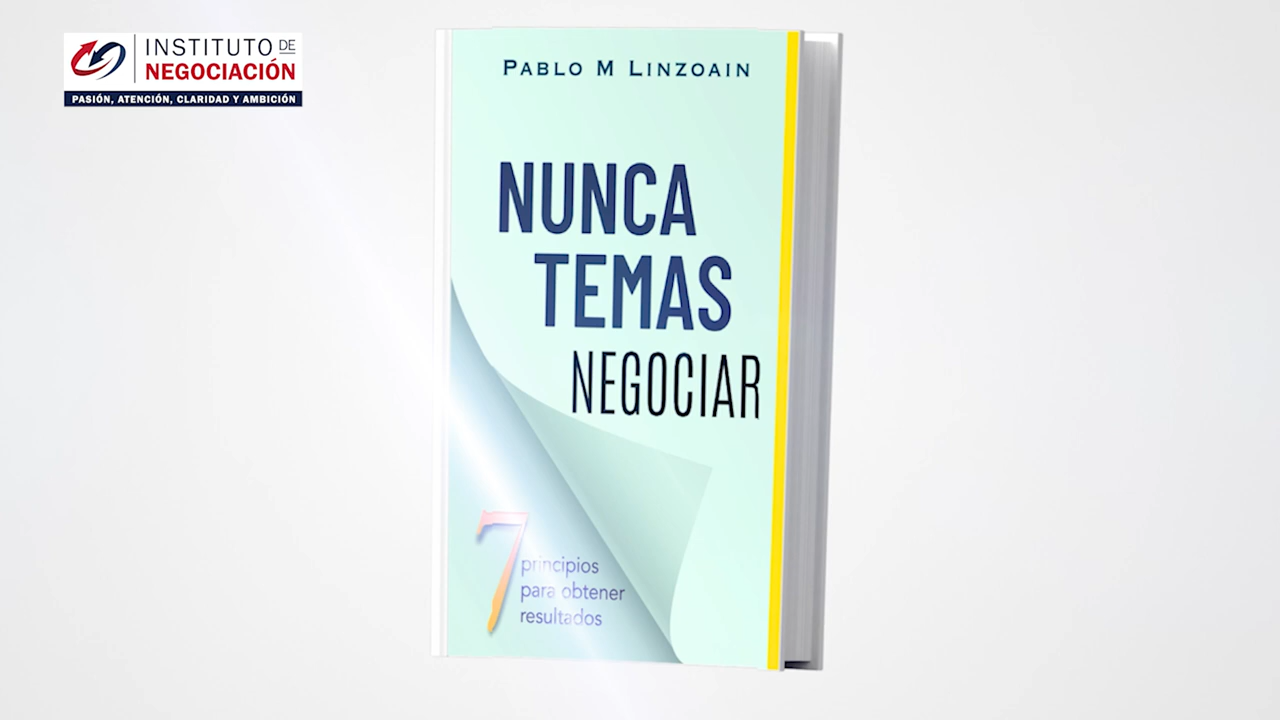 INSTITUTO DE
NEGOCIACIÓN
PASIÓN, ATENCIÓN, CLARIDAD Y AMBICIÓN
PABLO M LINZOAIN
NUNCA
TEMAS
NEGOCIAR
7 principios
para obtener
resultados